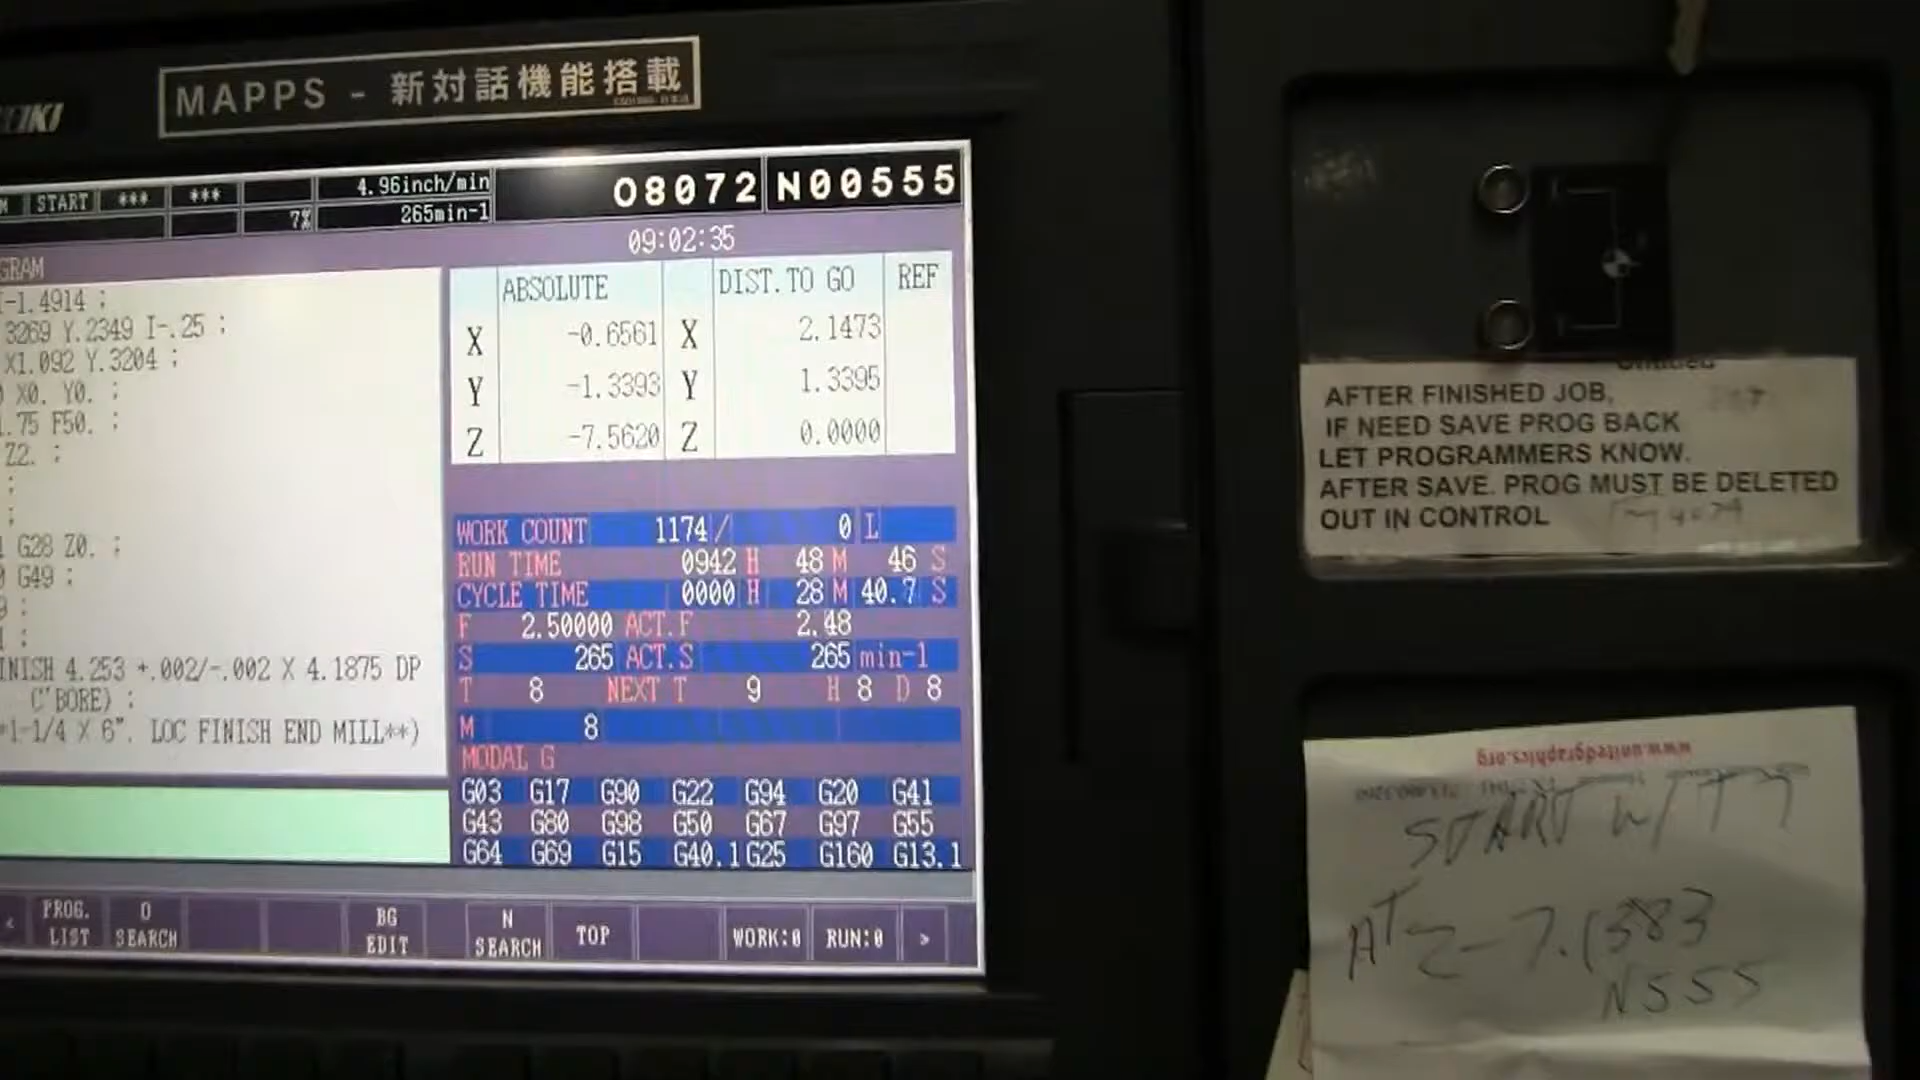 EIKI
MAPPS - 新対話機能搭載
START *** *** 4.96inch/min
7% 265min-1
O8072 N00555
09:02:35
GRAM
I-1.4914 ;
3269 Y.2349 I-.25 ;
X1.092 Y.3204 ;
X0. Y0. ;
.75 F50. ;
Z2. ;
;
;
G28 Z0. ;
G49 ;
;
;
INISH 4.253 +.002/-.002 X 4.1875 DP
C'BORE) ;
*1-1/4 X 6". LOC FINISH END MILL**)
ABSOLUTE DIST.TO GO REF
X -0.6561 X 2.1473
Y -1.3393 Y 1.3395
Z -7.5620 Z 0.0000
WORK COUNT 1174/ 0 L
RUN TIME 0942 H 48 M 46 S
CYCLE TIME 0000 H 28 M 40.7 S
F 2.50000 ACT.F 2.48
S 265 ACT.S 265 min-1
T 8 NEXT T 9 H 8 D 8
M 8
MODAL G
G03 G17 G90 G22 G94 G20 G41
G43 G80 G98 G50 G67 G97 G55
G64 G69 G15 G40.1 G25 G160 G13.1
< PROG. LIST O SEARCH BG EDIT N SEARCH TOP WORK:0 RUN:0 >
AFTER FINISHED JOB,
IF NEED SAVE PROG BACK
LET PROGRAMMERS KNOW.
AFTER SAVE. PROG MUST BE DELETED
OUT IN CONTROL
www.unitedgraphics.org
START W/ T7
AT Z-7.1383
N555